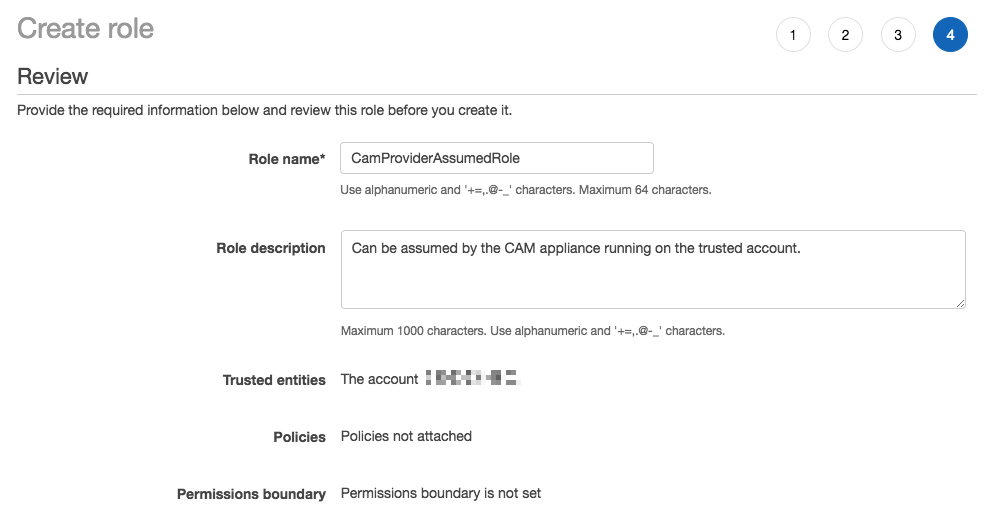 Create role
1 2 3 4
Review
Provide the required information below and review this role before you create it.
Role name* CamProviderAssumedRole
Use alphanumeric and '+=,.@-_' characters. Maximum 64 characters.
Role description Can be assumed by the CAM appliance running on the trusted account.
Maximum 1000 characters. Use alphanumeric and '+=,.@-_' characters.
Trusted entities The account
Policies Policies not attached
Permissions boundary Permissions boundary is not set